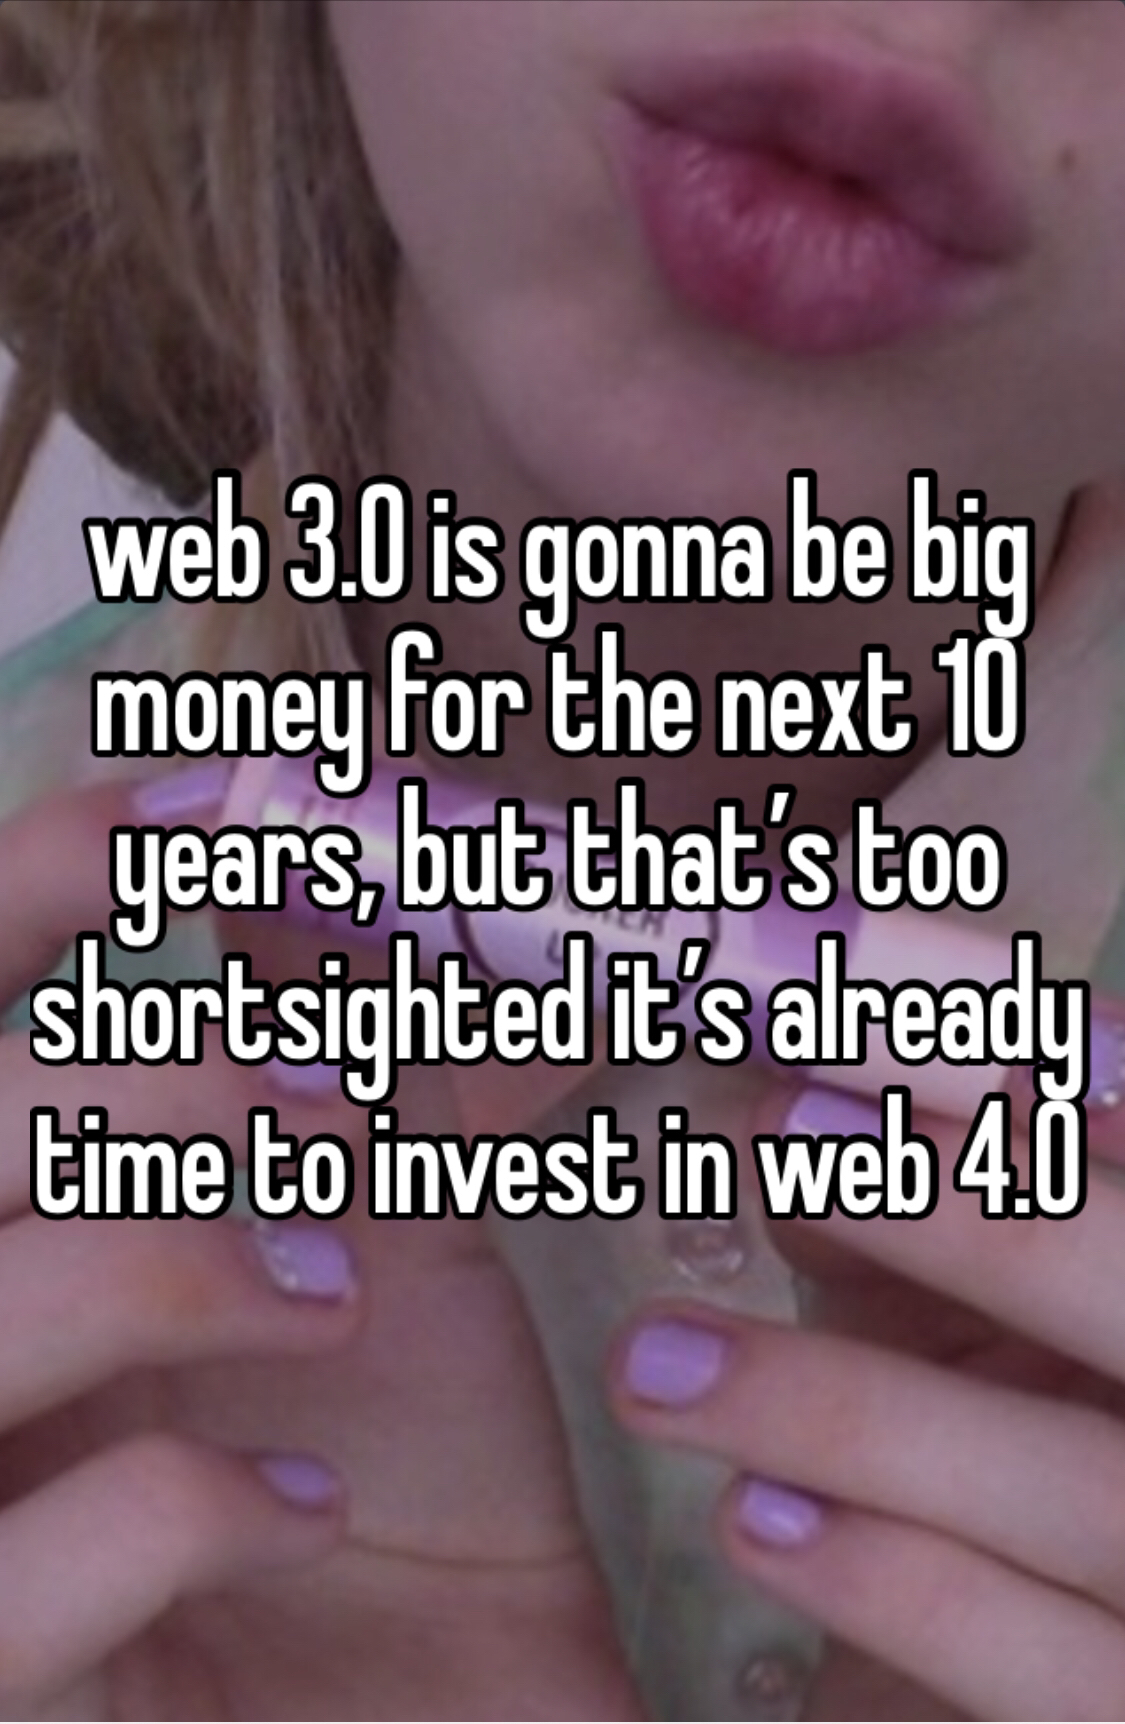 web 3.0 is gonna be big
money for the next 10
years, but that’s too
shortsighted it’s already
time to invest in web 4.0